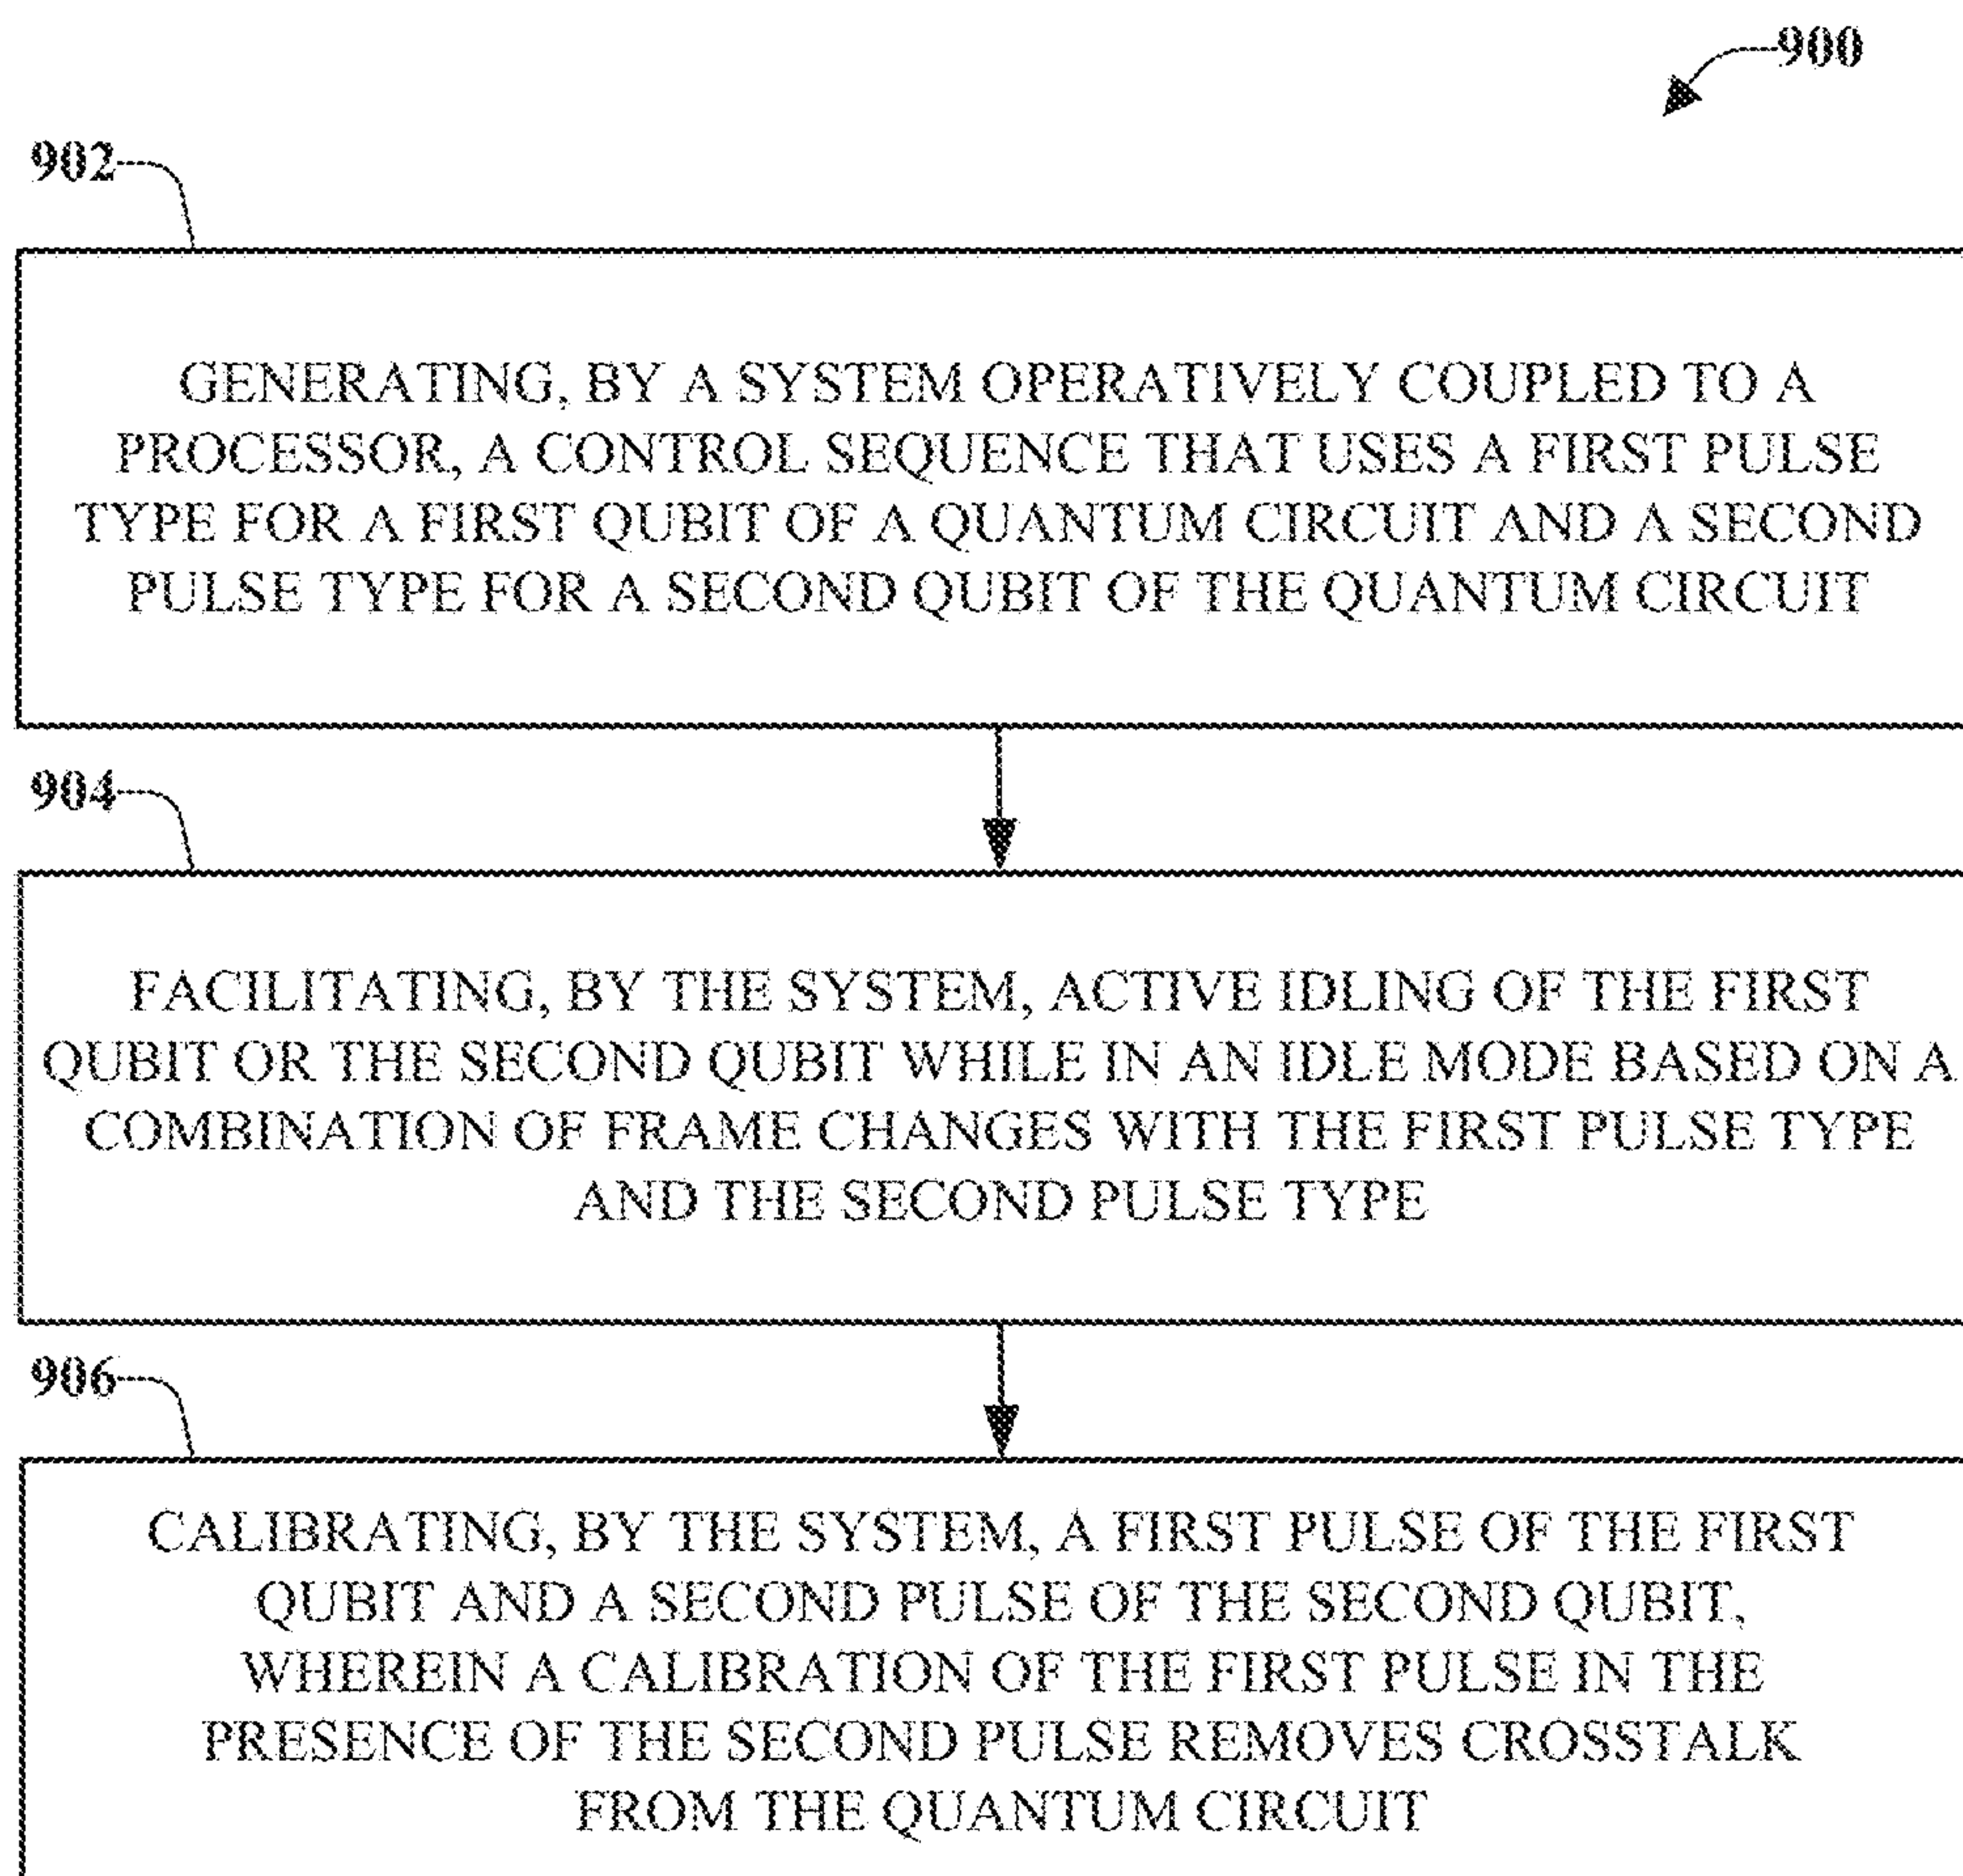 900
902
GENERATING, BY A SYSTEM OPERATIVELY COUPLED TO A
PROCESSOR, A CONTROL SEQUENCE THAT USES A FIRST PULSE
TYPE FOR A FIRST QUBIT OF A QUANTUM CIRCUIT AND A SECOND
PULSE TYPE FOR A SECOND QUBIT OF THE QUANTUM CIRCUIT
904
FACILITATING, BY THE SYSTEM, ACTIVE IDLING OF THE FIRST
QUBIT OR THE SECOND QUBIT WHILE IN AN IDLE MODE BASED ON A
COMBINATION OF FRAME CHANGES WITH THE FIRST PULSE TYPE
AND THE SECOND PULSE TYPE
906
CALIBRATING, BY THE SYSTEM, A FIRST PULSE OF THE FIRST
QUBIT AND A SECOND PULSE OF THE SECOND QUBIT,
WHEREIN A CALIBRATION OF THE FIRST PULSE IN THE
PRESENCE OF THE SECOND PULSE REMOVES CROSSTALK
FROM THE QUANTUM CIRCUIT